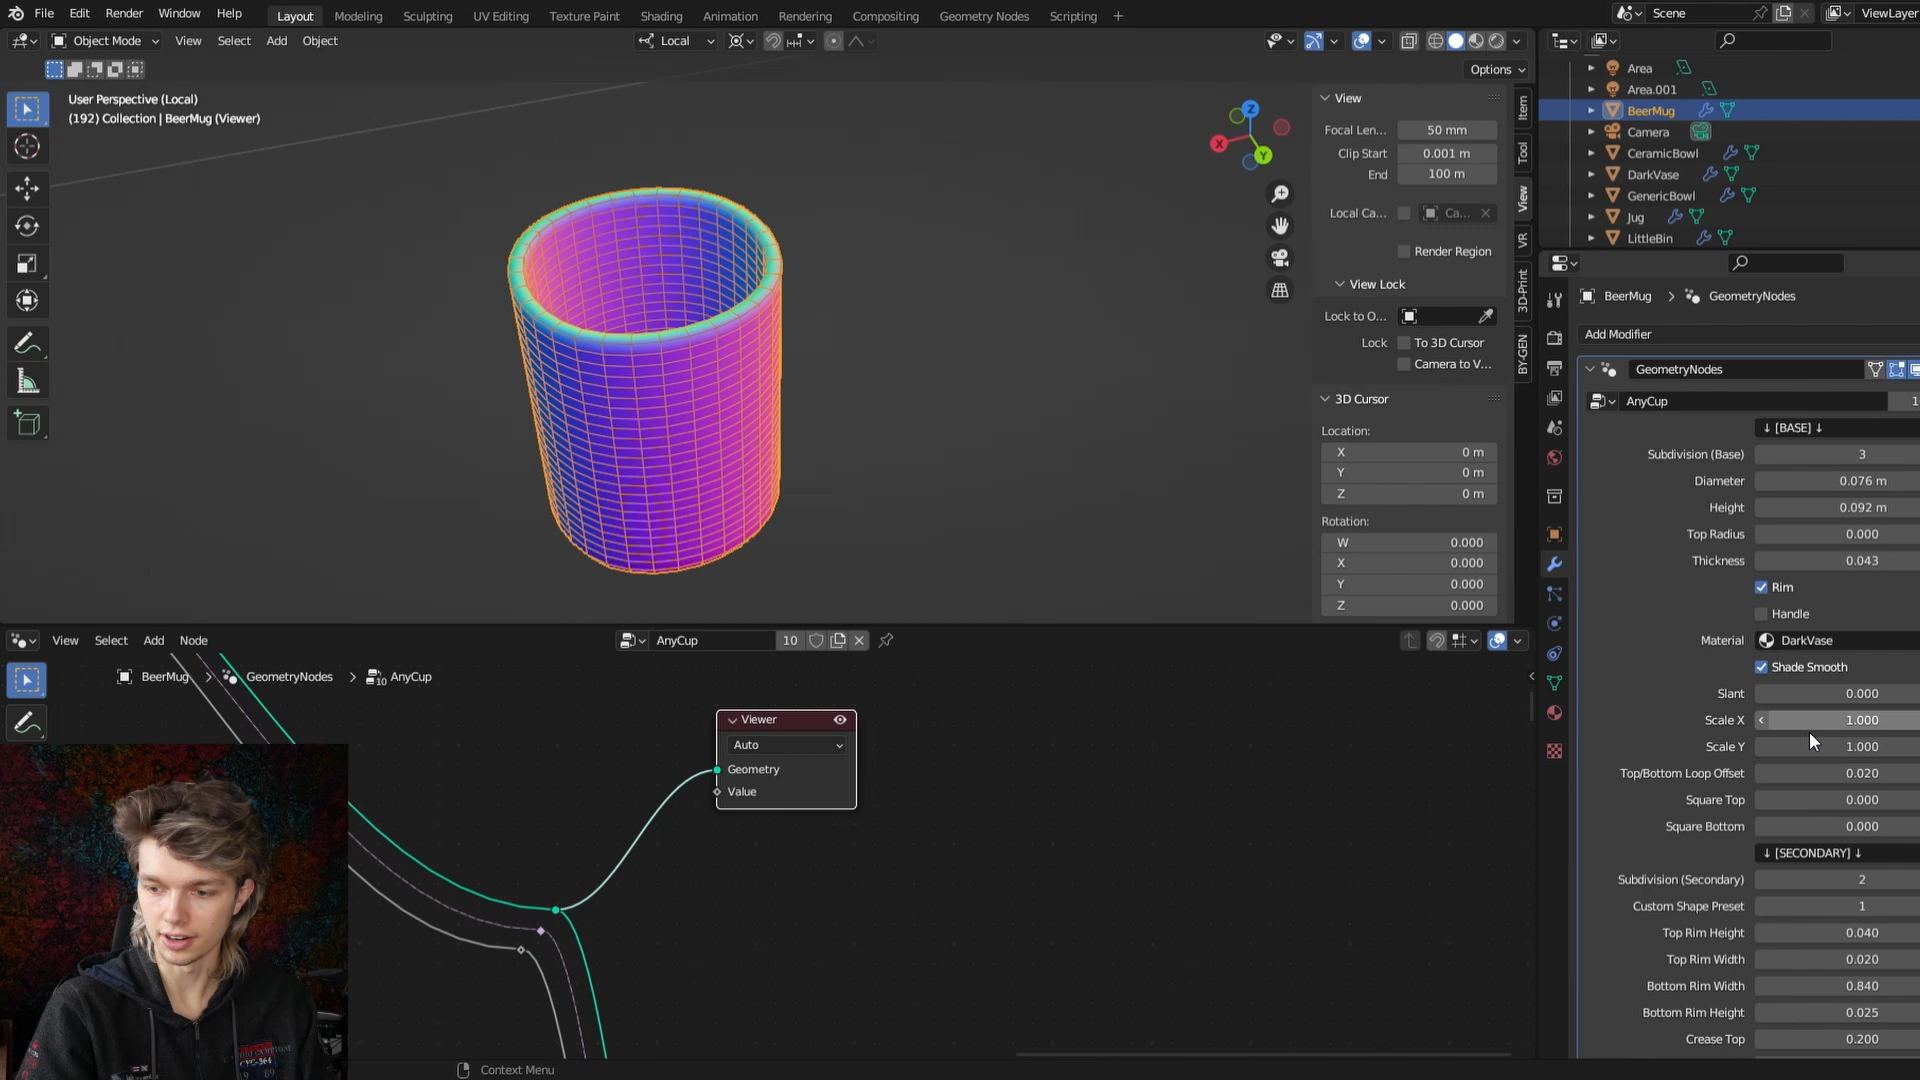 File Edit Render Window Help Layout Modeling Sculpting UV Editing Texture Paint Shading Animation Rendering Compositing Geometry Nodes Scripting + Scene ViewLayer
Object Mode View Select Add Object Local
Options
User Perspective (Local)
(192) Collection | BeerMug (Viewer)
X
Y
Z
View
Focal Len... 50 mm
Clip Start 0.001 m
End 100 m
Local Ca... Ca...
Render Region
View Lock
Lock to O...
Lock To 3D Cursor
Camera to V...
3D Cursor
Location:
X 0 m
Y 0 m
Z 0 m
Rotation:
W 0.000
X 0.000
Y 0.000
Z 0.000
Item
Tool
View
VR
3D-Print
BY-GEN
Area
Area.001
BeerMug
Camera
CeramicBowl
DarkVase
GenericBowl
Jug
LittleBin
BeerMug > GeometryNodes
Add Modifier
GeometryNodes
AnyCup 1
↓ [BASE] ↓
Subdivision (Base) 3
Diameter 0.076 m
Height 0.092 m
Top Radius 0.000
Thickness 0.043
Rim
Handle
Material DarkVase
Shade Smooth
Slant 0.000
Scale X 1.000
Scale Y 1.000
Top/Bottom Loop Offset 0.020
Square Top 0.000
Square Bottom 0.000
↓ [SECONDARY] ↓
Subdivision (Secondary) 2
Custom Shape Preset 1
Top Rim Height 0.040
Top Rim Width 0.020
Bottom Rim Width 0.840
Bottom Rim Height 0.025
Crease Top 0.200
View Select Add Node AnyCup 10
BeerMug > GeometryNodes > 10 AnyCup
Viewer
Auto
Geometry
Value
Context Menu